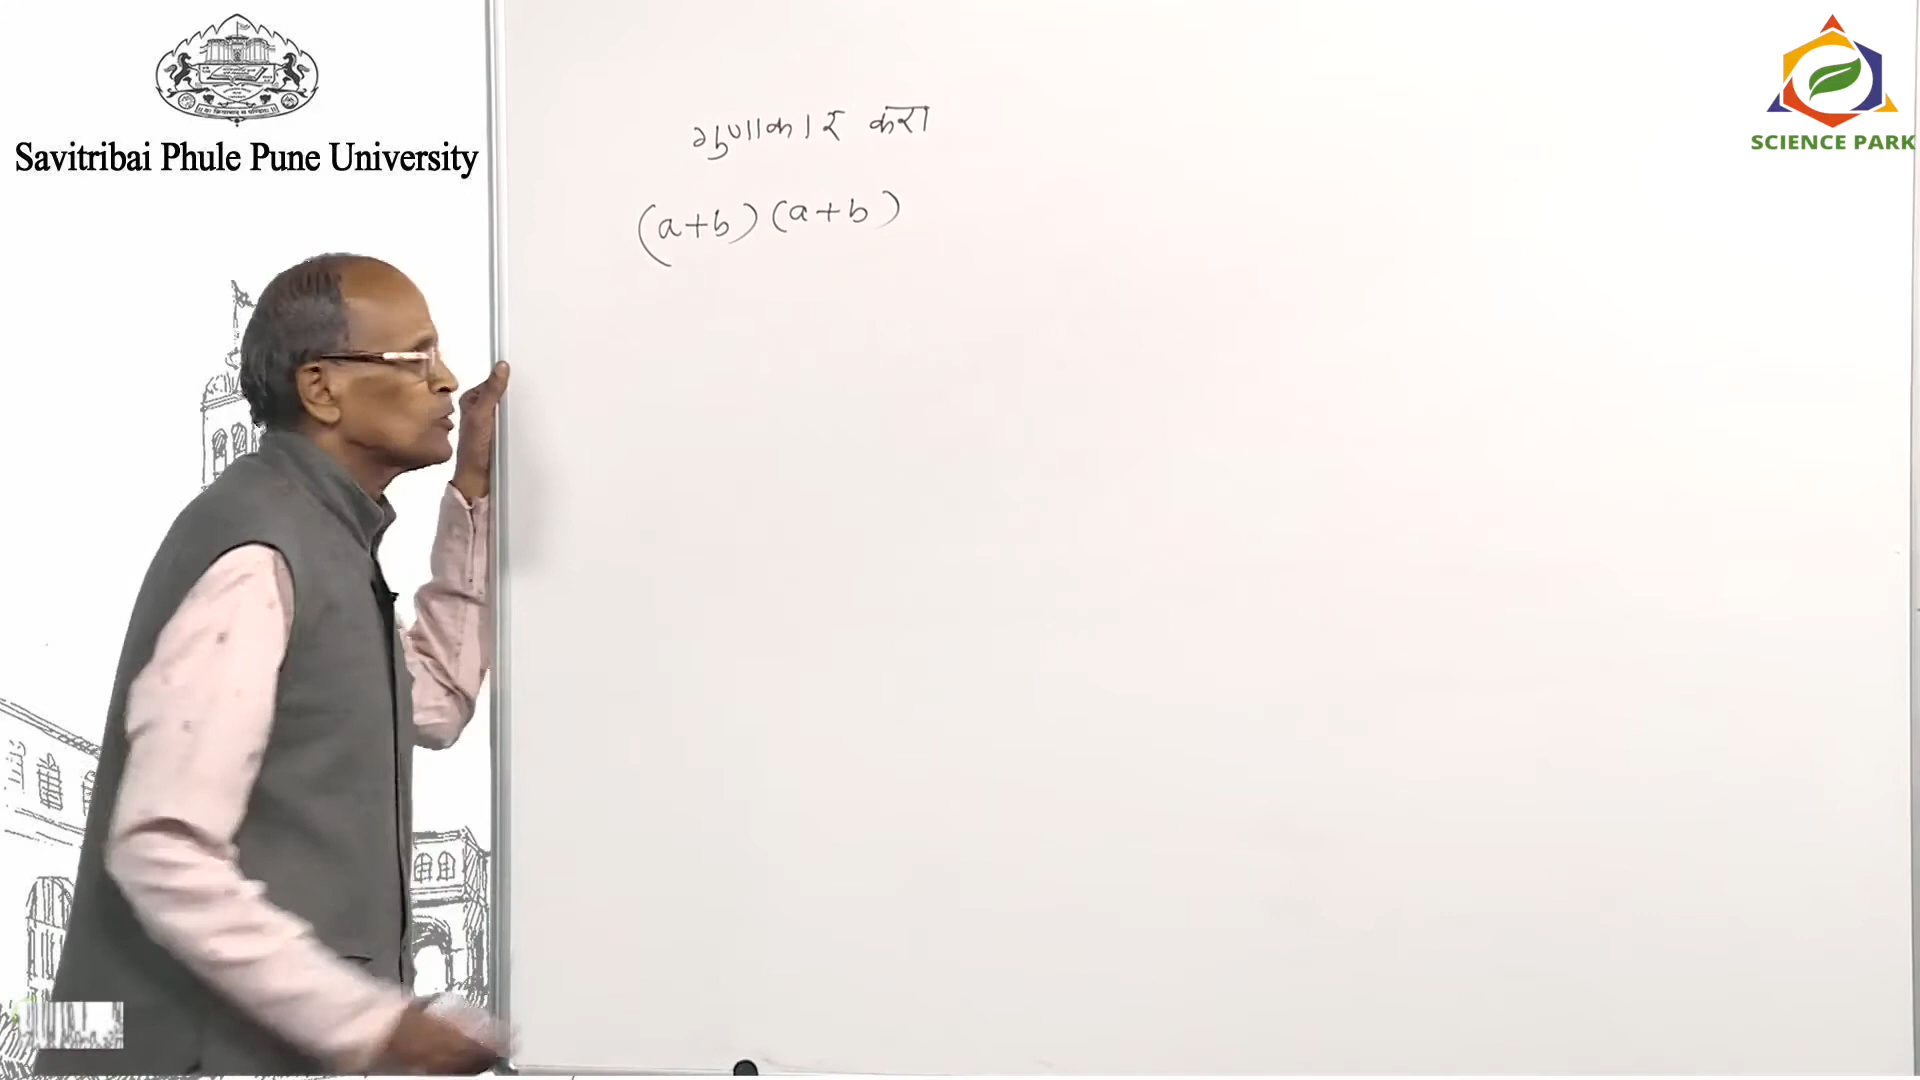 Savitribai Phule Pune University
SCIENCE PARK
गुणाकार करा
(a+b) (a+b)